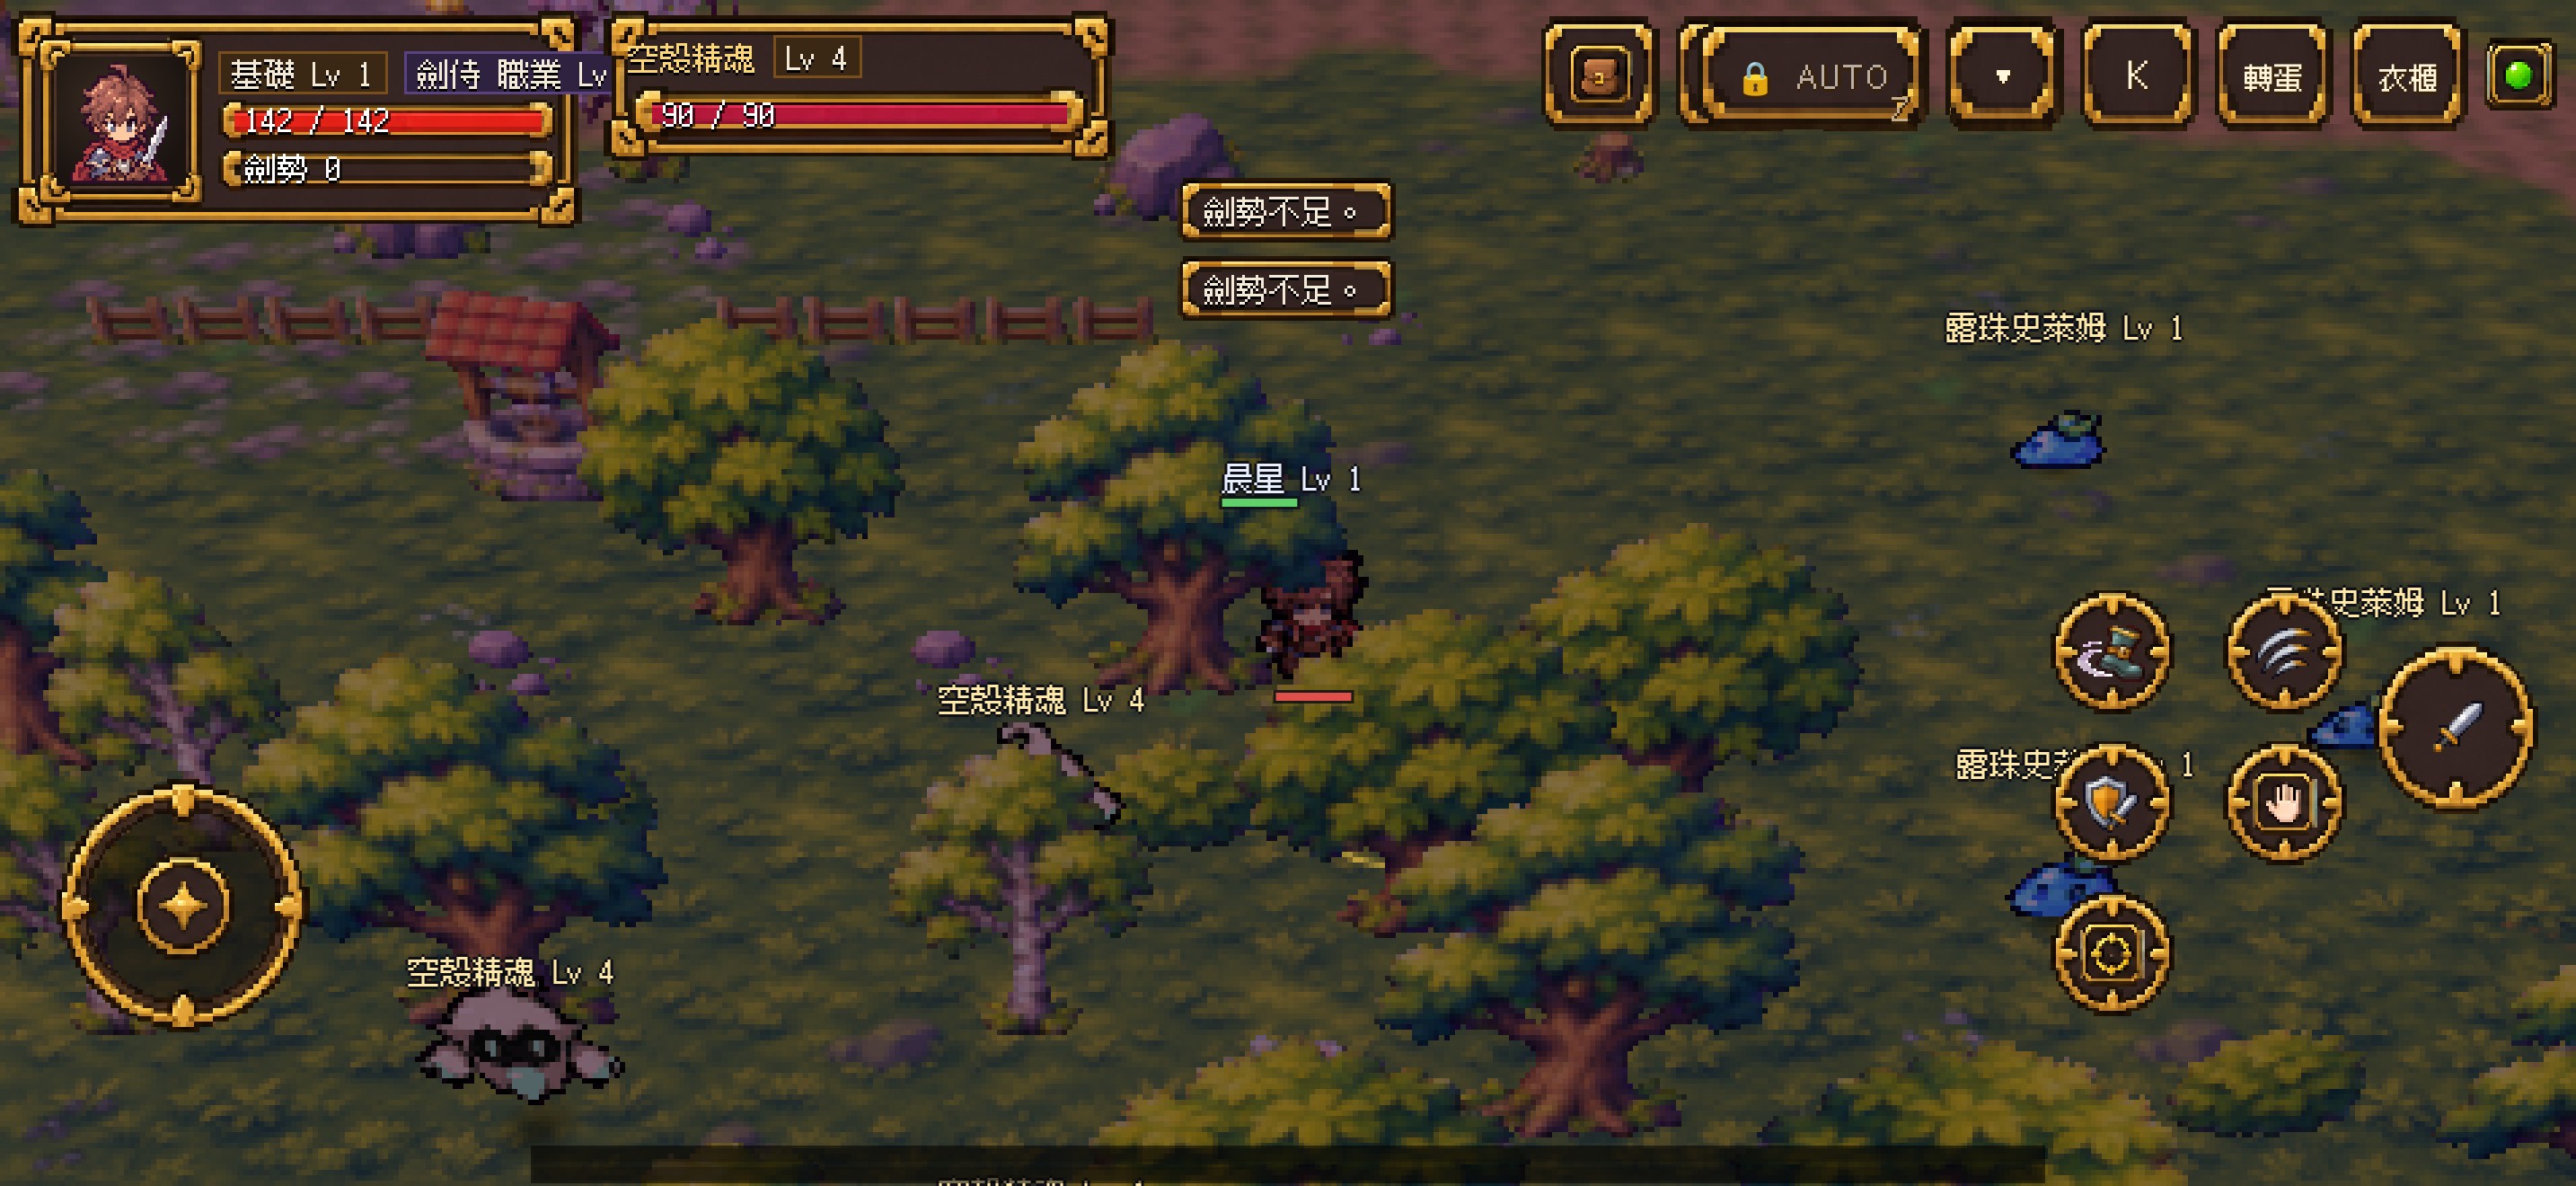 基礎 Lv 1
劍侍 職業 Lv
142 / 142
劍勢 0
空殼精魂 Lv 4
90 / 90
AUTO
▼
K
轉蛋
衣櫃
劍勢不足。
劍勢不足。
露珠史萊姆 Lv 1
晨星 Lv 1
史萊姆 Lv 1
空殼精魂 Lv 4
露珠史 1
空殼精魂 Lv 4